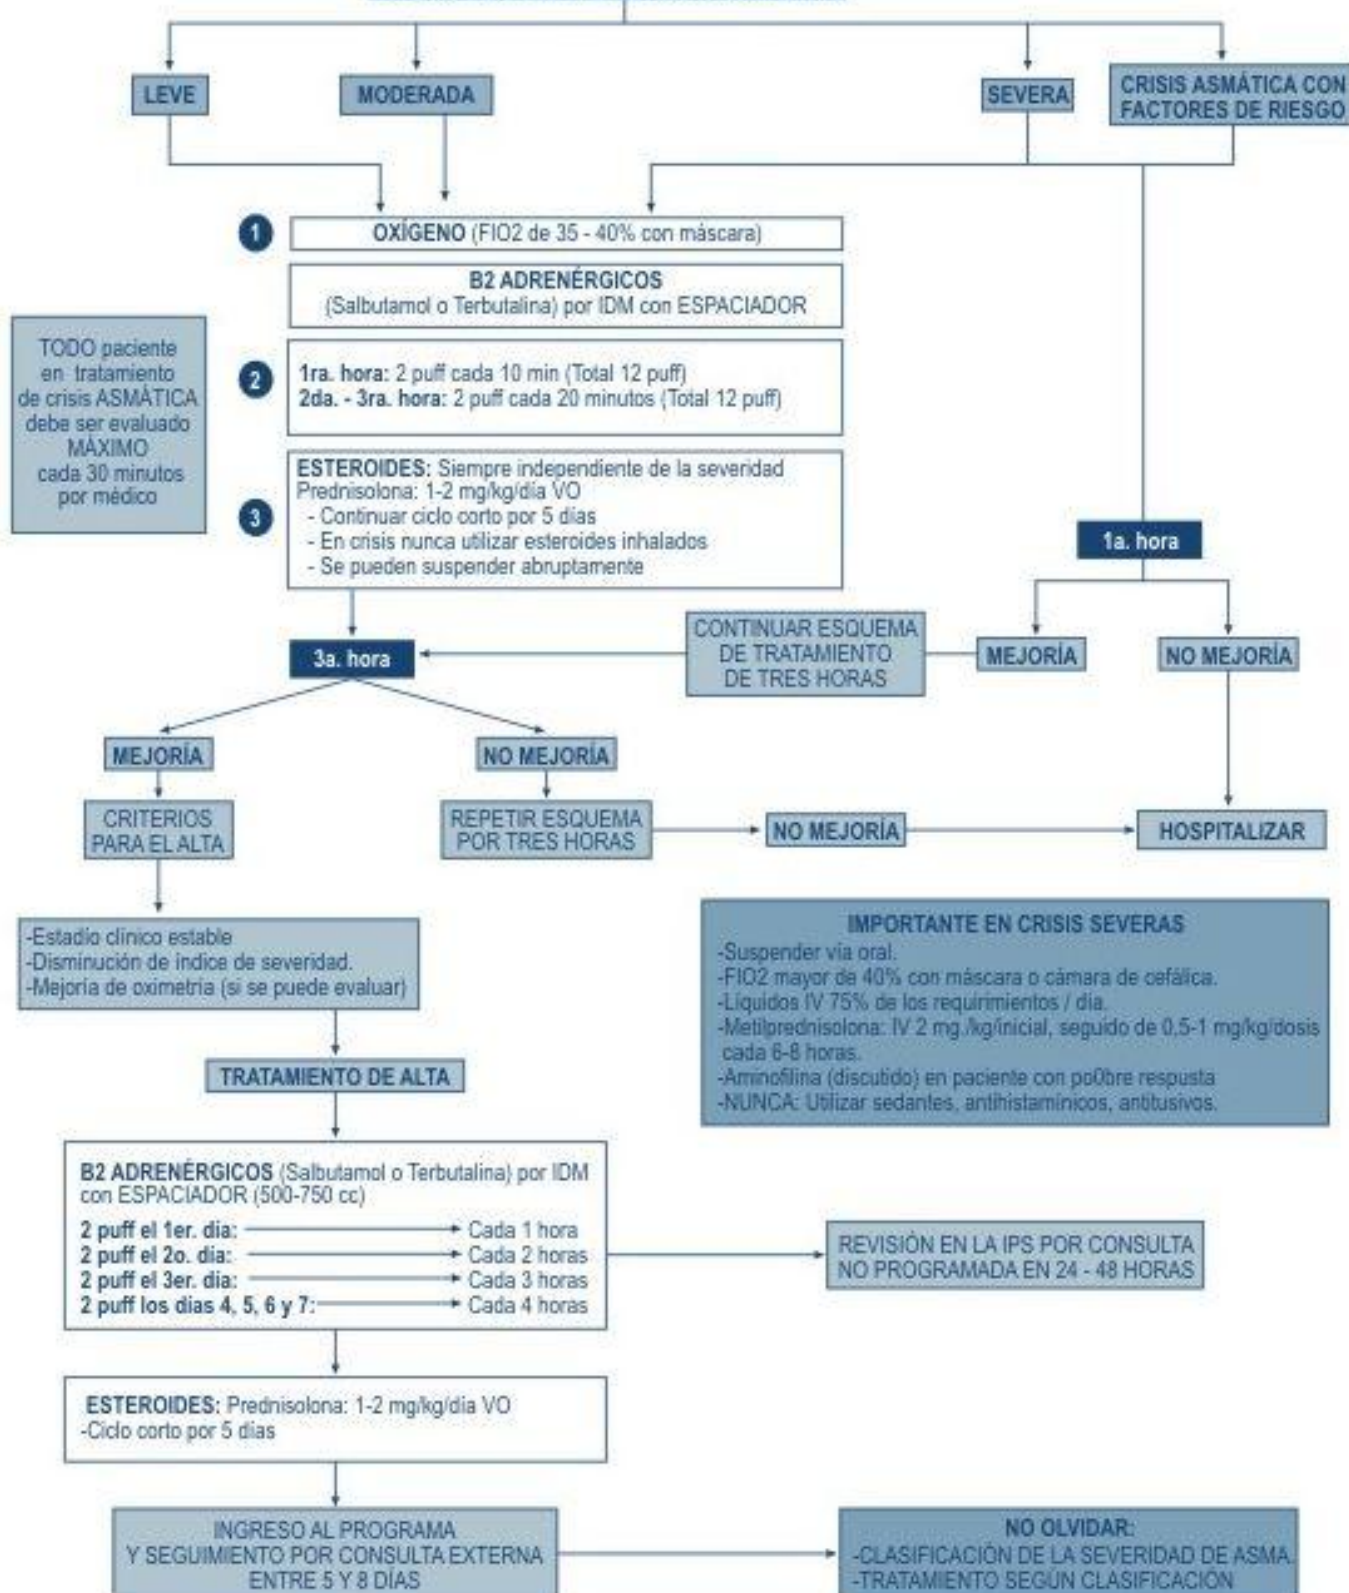 LEVE
MODERADA
SEVERA
CRISIS ASMÁTICA CON
FACTORES DE RIESGO
1
OXÍGENO (FIO2 de 35 - 40% con máscara)
B2 ADRENÉRGICOS
(Salbutamol o Terbutalina) por IDM con ESPACIADOR
TODO paciente
en tratamiento
de crisis ASMÁTICA
debe ser evaluado
MÁXIMO
cada 30 minutos
por médico
2
1ra. hora: 2 puff cada 10 min (Total 12 puff)
2da. - 3ra. hora: 2 puff cada 20 minutos (Total 12 puff)
3
ESTEROIDES: Siempre independiente de la severidad
Prednisolona: 1-2 mg/kg/día VO
- Continuar ciclo corto por 5 días
- En crisis nunca utilizar esteroides inhalados
- Se pueden suspender abruptamente
1a. hora
3a. hora
CONTINUAR ESQUEMA
DE TRATAMIENTO
DE TRES HORAS
MEJORÍA
NO MEJORÍA
MEJORÍA
NO MEJORÍA
CRITERIOS
PARA EL ALTA
REPETIR ESQUEMA
POR TRES HORAS
NO MEJORÍA
HOSPITALIZAR
-Estadío clínico estable
-Disminución de índice de severidad.
-Mejoría de oximetría (si se puede evaluar)
IMPORTANTE EN CRISIS SEVERAS
-Suspender vía oral.
-FIO2 mayor de 40% con máscara o cámara de cefálica.
-Líquidos IV 75% de los requirimientos / día.
-Metilprednisolona: IV 2 mg /kg/inicial, seguido de 0,5-1 mg/kg/dosis
cada 6-8 horas.
-Aminofilina (discutido) en paciente con po0bre respusta
-NUNCA: Utilizar sedantes, antihistamínicos, antitusivos.
TRATAMIENTO DE ALTA
B2 ADRENÉRGICOS (Salbutamol o Terbutalina) por IDM
con ESPACIADOR (500-750 cc)
2 puff el 1er. día: Cada 1 hora
2 puff el 2o. día: Cada 2 horas
2 puff el 3er. día: Cada 3 horas
2 puff los días 4, 5, 6 y 7: Cada 4 horas
REVISIÓN EN LA IPS POR CONSULTA
NO PROGRAMADA EN 24 - 48 HORAS
ESTEROIDES: Prednisolona: 1-2 mg/kg/día VO
-Ciclo corto por 5 días
INGRESO AL PROGRAMA
Y SEGUIMIENTO POR CONSULTA EXTERNA
ENTRE 5 Y 8 DÍAS
NO OLVIDAR:
-CLASIFICACIÓN DE LA SEVERIDAD DE ASMA.
-TRATAMIENTO SEGÚN CLASIFICACIÓN